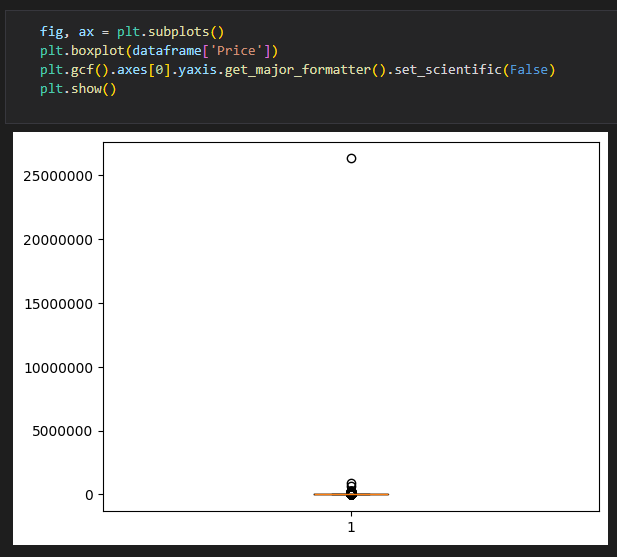 fig, ax = plt.subplots()
plt.boxplot(dataframe['Price'])
plt.gcf().axes[0].yaxis.get_major_formatter().set_scientific(False)
plt.show()
25000000
20000000
15000000
10000000
5000000
0
1